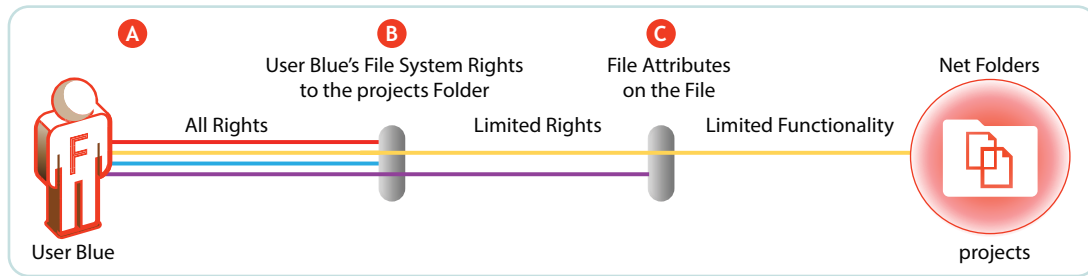 A
B
C
User Blue's File System Rights
to the projects Folder
File Attributes
on the File
Net Folders
All Rights
Limited Rights
Limited Functionality
F
User Blue
projects